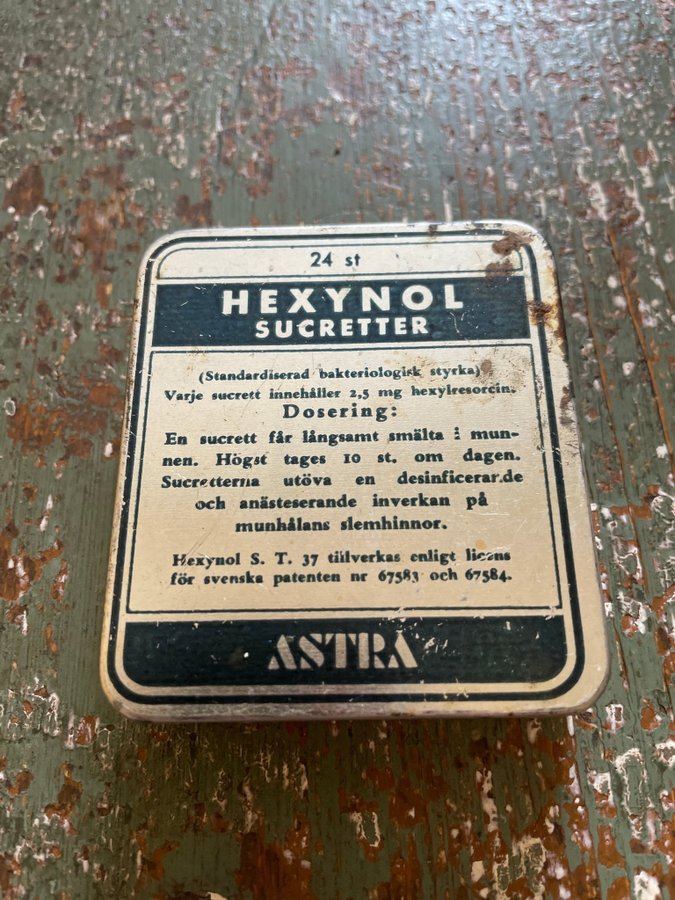 24 st
HEXYNOL
SUCRETTER
(Standardiserad bakteriologisk styrka)
Varje sucrett innehåller 2,5 mg hexylresorcin.
Dosering:
En sucrett får långsamt smälta i mun-
nen. Högst tages 10 st. om dagen.
Sucretterna utöva en desinficerande
och anästeserande inverkan på
munhålans slemhinnor.
Hexynol S. T. 37 tillverkas enligt licens
för svenska patenten nr 67583 och 67584.
ASTRA